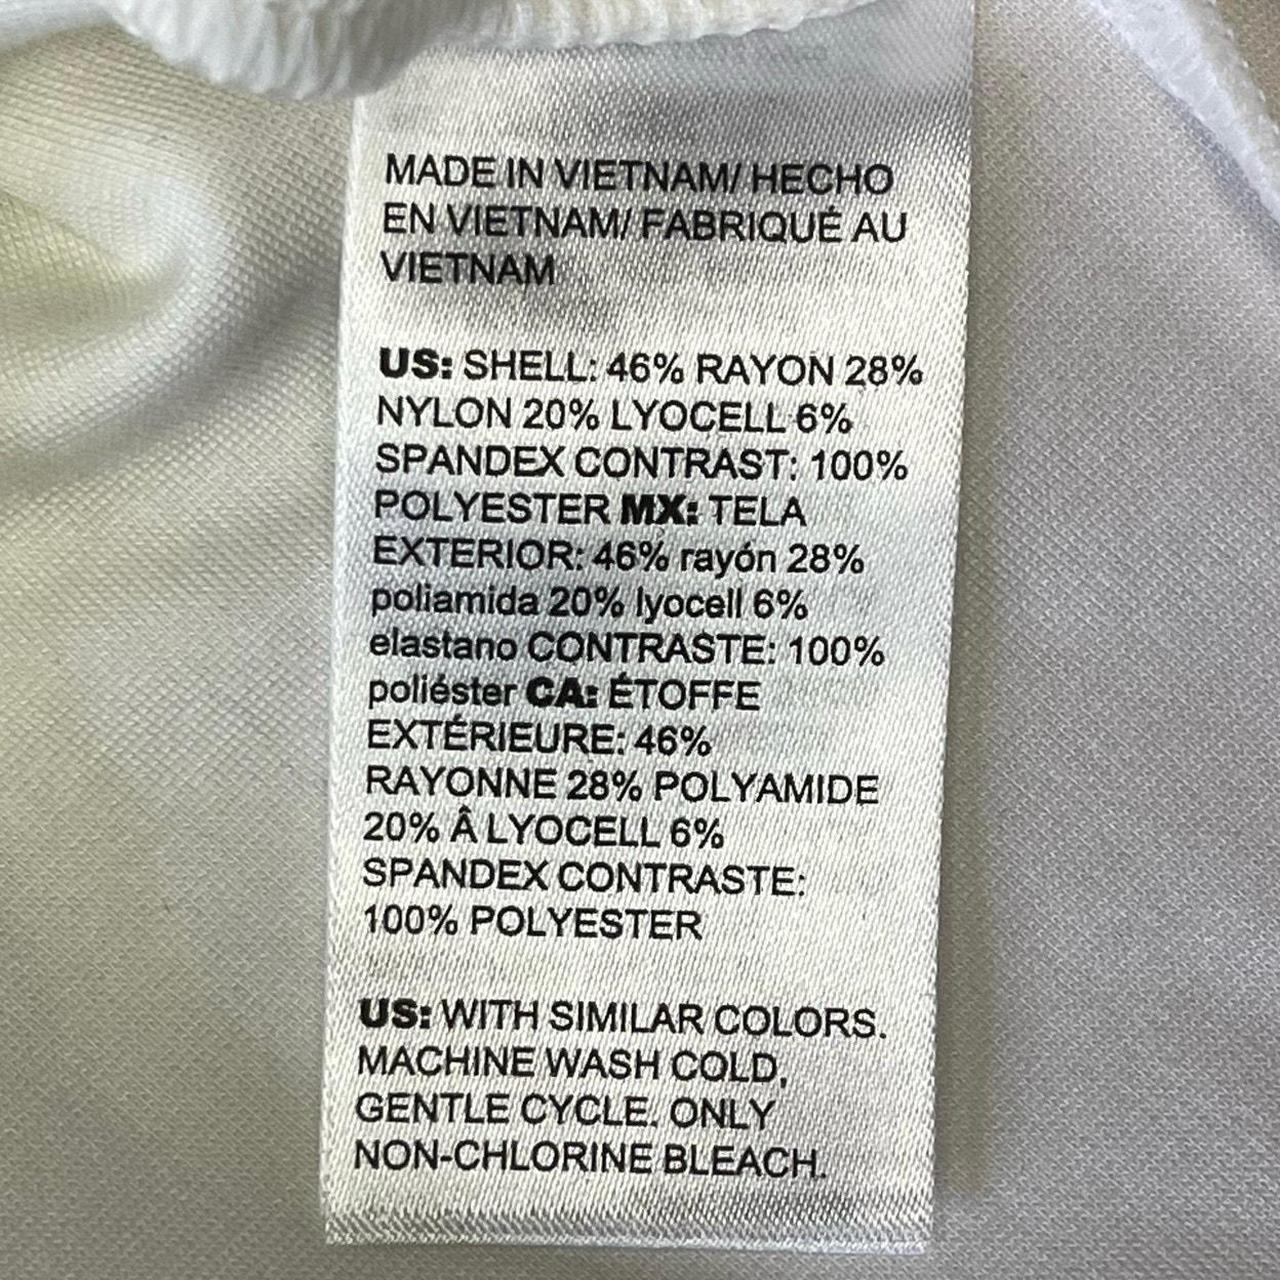 MADE IN VIETNAM/ HECHO
EN VIETNAM/ FABRIQUÉ AU
VIETNAM
US: SHELL: 46% RAYON 28%
NYLON 20% LYOCELL 6%
SPANDEX CONTRAST: 100%
POLYESTER MX: TELA
EXTERIOR: 46% rayón 28%
poliamida 20% lyocell 6%
elastano CONTRASTE: 100%
poliéster CA: ÉTOFFE
EXTÉRIEURE: 46%
RAYONNE 28% POLYAMIDE
20% Â LYOCELL 6%
SPANDEX CONTRASTE:
100% POLYESTER
US: WITH SIMILAR COLORS.
MACHINE WASH COLD,
GENTLE CYCLE. ONLY
NON-CHLORINE BLEACH.